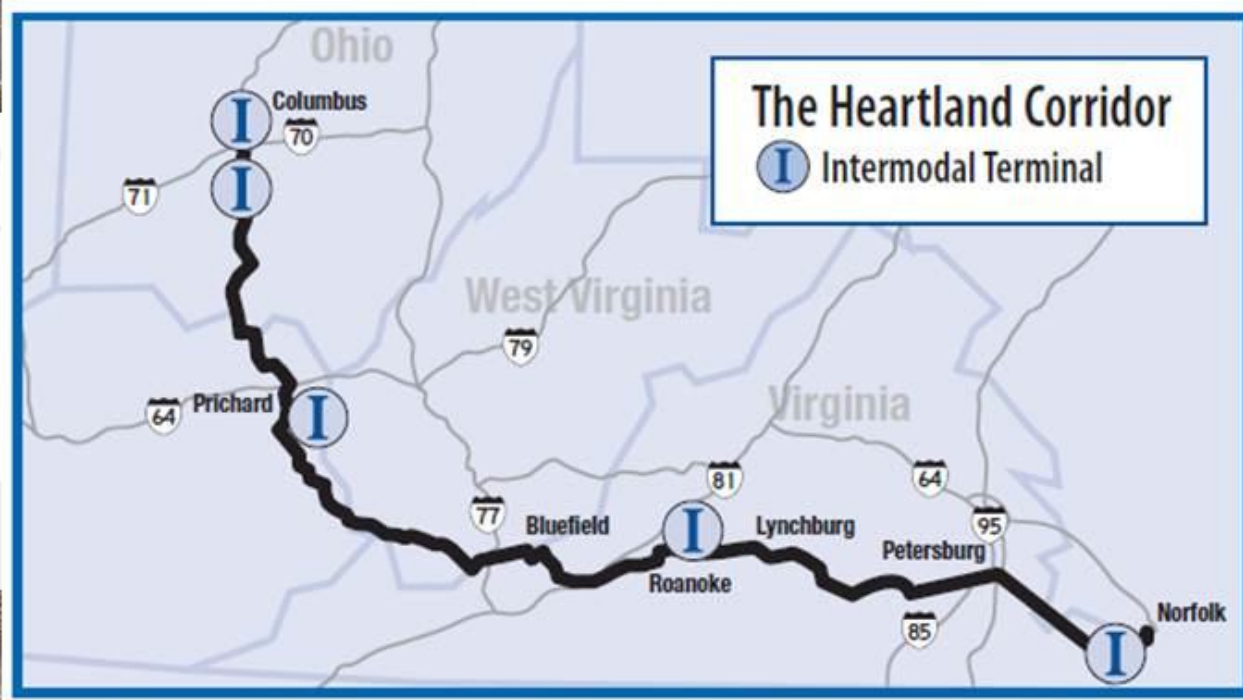 Ohio
The Heartland Corridor
I Intermodal Terminal
Columbus
I
70
I
71
West Virginia
79
Virginia
Prichard
I
64
81
64
77
Bluefield
I
Lynchburg
95
Petersburg
Roanoke
85
Norfolk
I